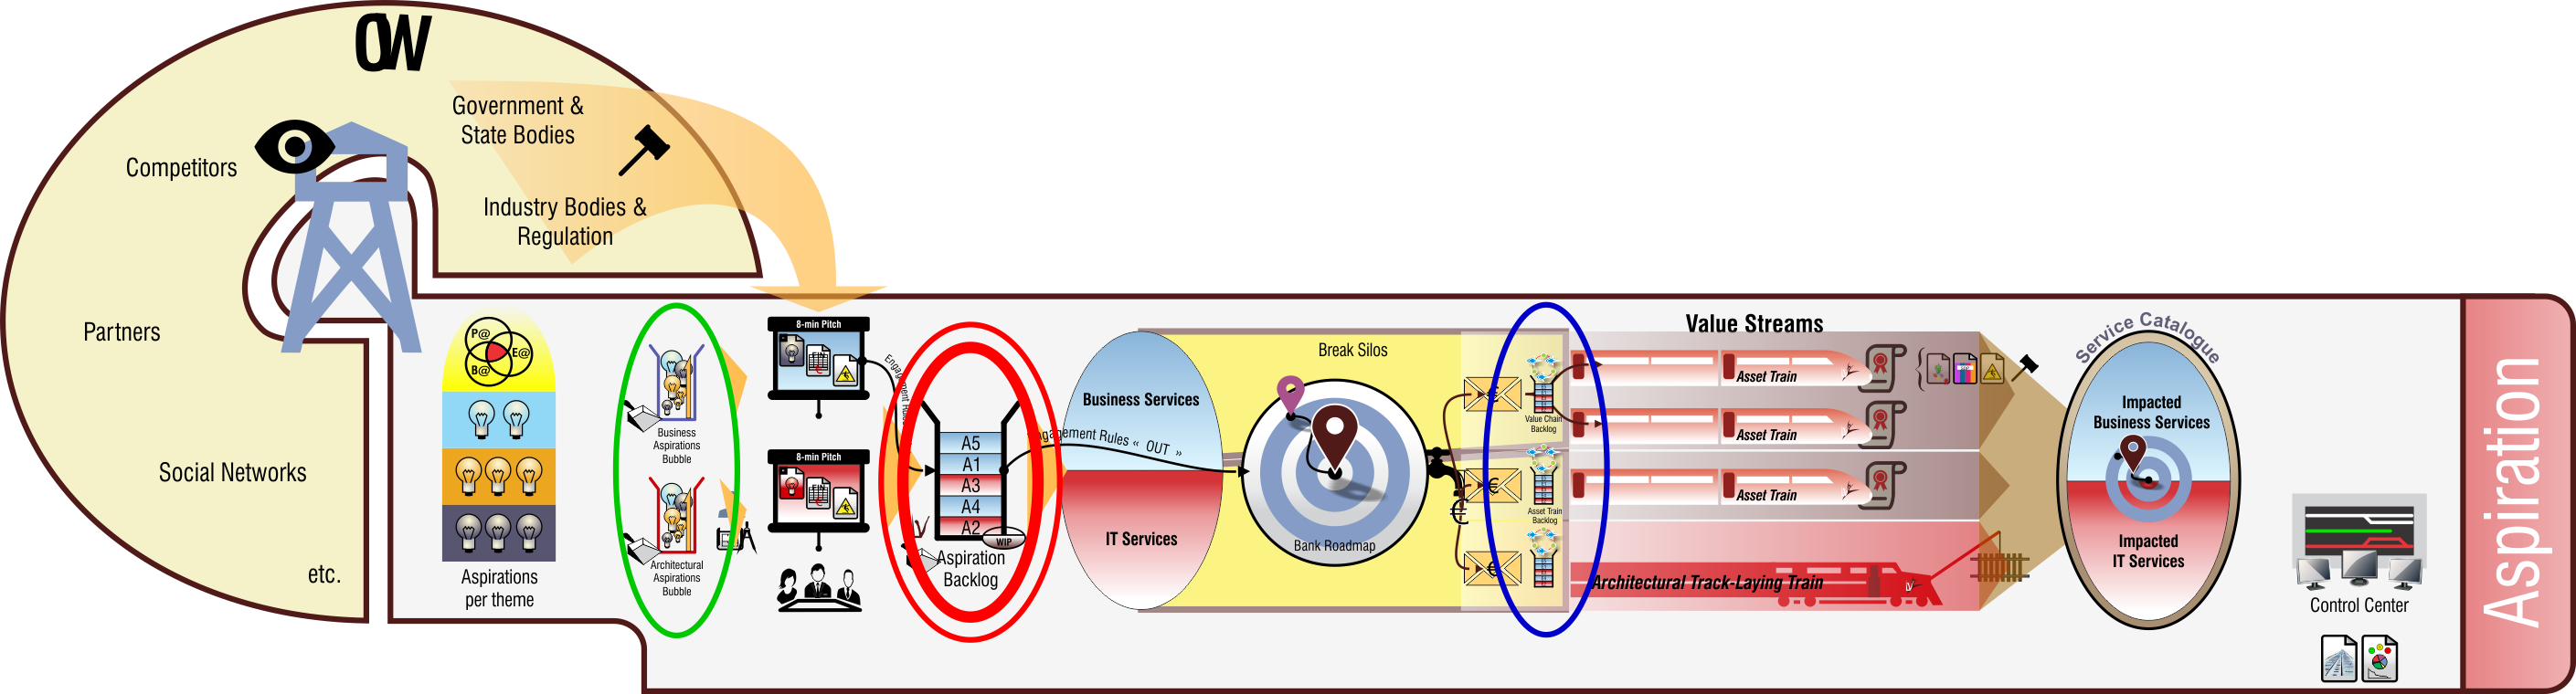 OW
Government &
State Bodies
Competitors
Industry Bodies &
Regulation
Partners
Social Networks
etc.
P@
E@
B@
Aspirations
per theme
Business
Aspirations
Bubble
Architectural
Aspirations
Bubble
8-min Pitch
8-min Pitch
A5
A1
A3
A4
A2
WIP
Aspiration
Backlog
Engagement Rules « OUT »
Business Services
IT Services
Break Silos
Bank Roadmap
€
€
€
€
Value Chain
Backlog
Asset Train
Backlog
Value Streams
Asset Train
Asset Train
Asset Train
Architectural Track-Laying Train
Service Catalogue
Impacted
Business Services
Impacted
IT Services
Control Center
Aspiration